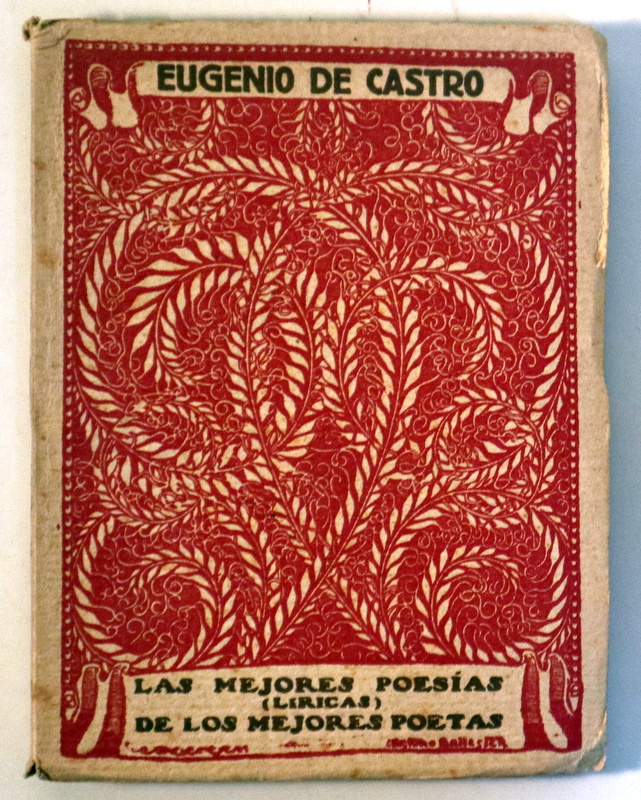 EUGENIO DE CASTRO
LAS MEJORES POESÍAS
(LÍRICAS)
DE LOS MEJORES POETAS